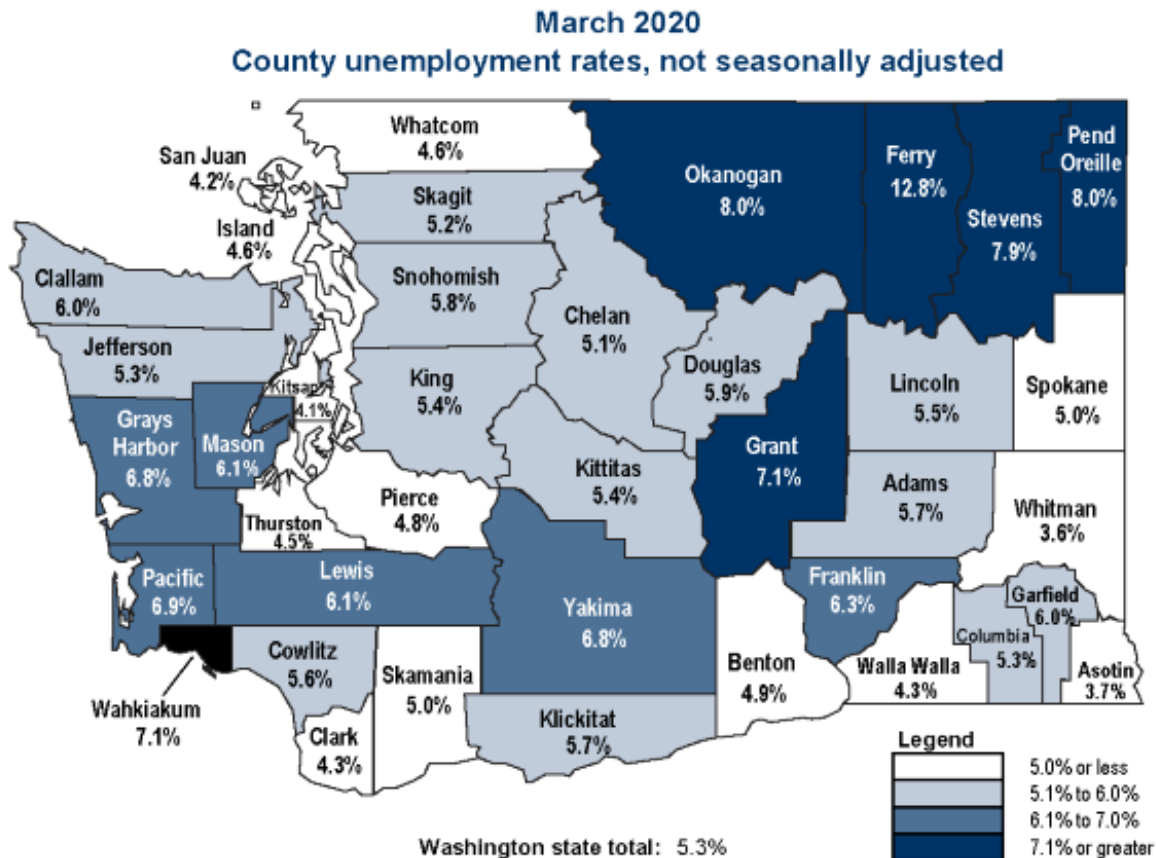 March 2020
County unemployment rates, not seasonally adjusted
Whatcom
4.6%
San Juan
4.2%
Skagit
5.2%
Island
4.6%
Okanogan
8.0%
Ferry
12.8%
Stevens
7.9%
Pend
Oreille
8.0%
Clallam
6.0%
Snohomish
5.8%
Chelan
5.1%
Jefferson
5.3%
Kitsap
4.1%
King
5.4%
Douglas
5.9%
Lincoln
5.5%
Spokane
5.0%
Grays
Harbor
6.8%
Mason
6.1%
Grant
7.1%
Kittitas
5.4%
Pierce
4.8%
Thurston
4.5%
Adams
5.7%
Whitman
3.6%
Pacific
6.9%
Lewis
6.1%
Yakima
6.8%
Franklin
6.3%
Garfield
6.0%
Columbia
5.3%
Cowlitz
5.6%
Skamania
5.0%
Benton
4.9%
Walla Walla
4.3%
Asotin
3.7%
Wahkiakum
7.1%
Clark
4.3%
Klickitat
5.7%
Legend
5.0% or less
5.1% to 6.0%
6.1% to 7.0%
7.1% or greater
Washington state total: 5.3%